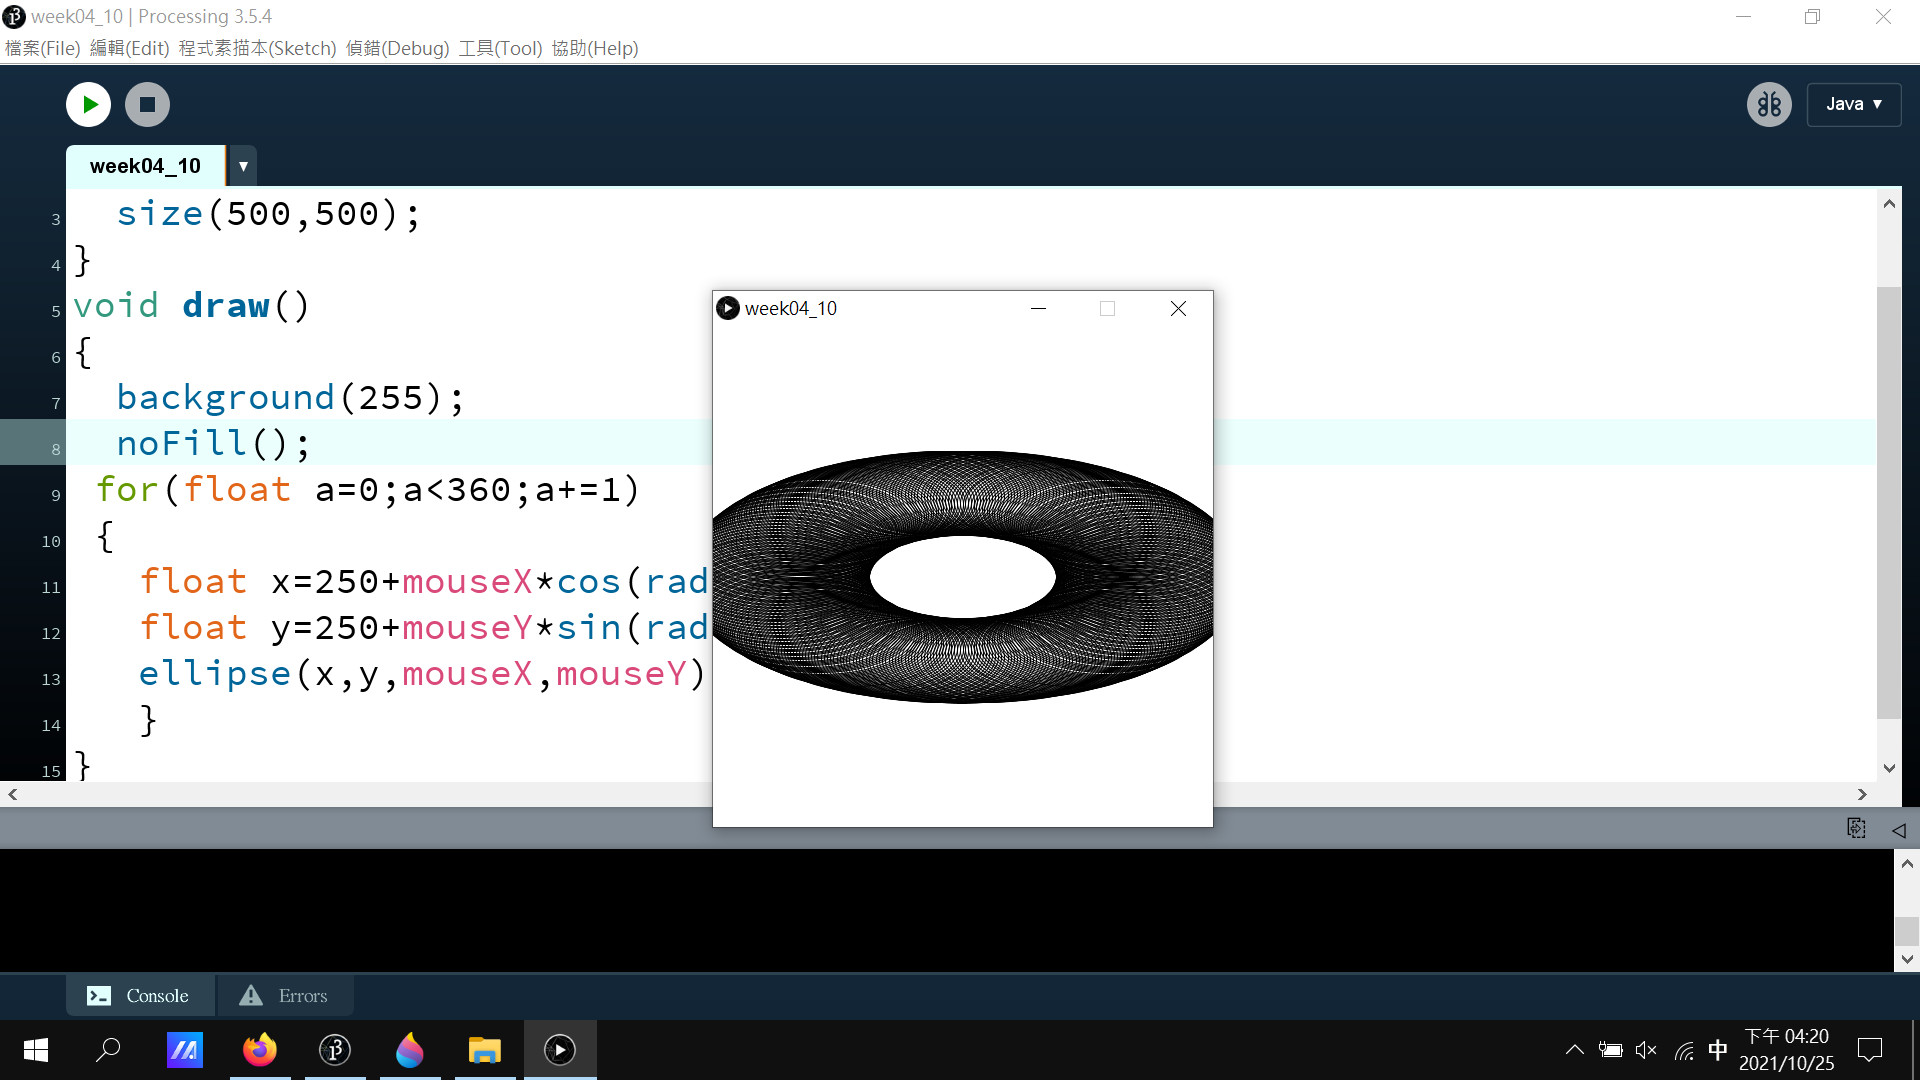 week04_10 | Processing 3.5.4
檔案(File) 編輯(Edit) 程式素描本(Sketch) 偵錯(Debug) 工具(Tool) 協助(Help)
Java ▼
week04_10 ▼
3 size(500,500);
4 }
5 void draw()
6 {
7 background(255);
8 noFill();
9 for(float a=0;a<360;a+=1)
10 {
11 float x=250+mouseX*cos(rad
12 float y=250+mouseY*sin(rad
13 ellipse(x,y,mouseX,mouseY)
14 }
15 }
week04_10
Console
Errors
中
下午 04:20
2021/10/25